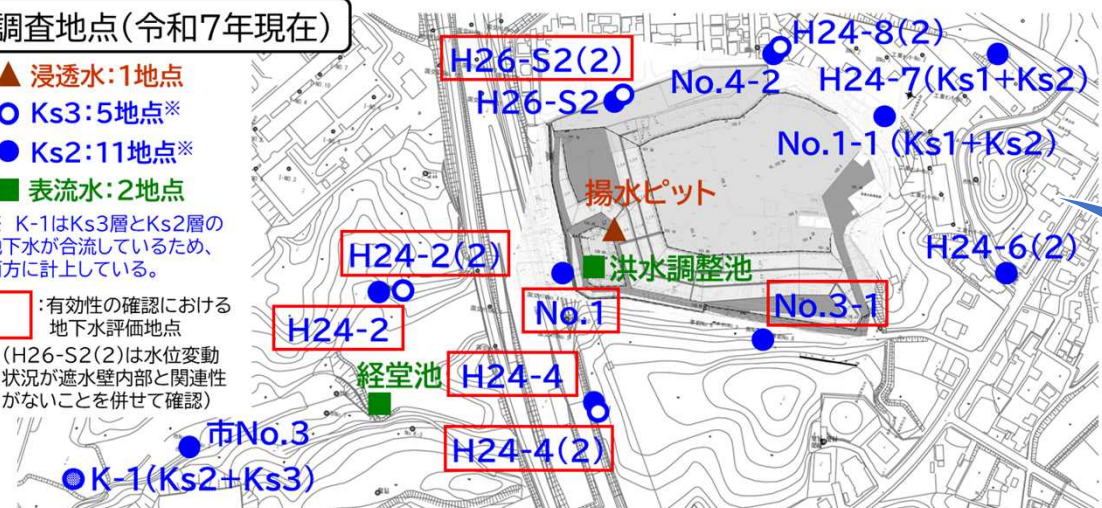 調査地点(令和7年現在)
▲ 浸透水:1地点
Ks3:5地点※
● Ks2:11地点※
■ 表流水:2地点
K-1はKs3層とKs2層の
下水が合流しているため、
方に計上している。
:有効性の確認における
地下水評価地点
(H26-S2(2)は水位変動
状況が遮水壁内部と関連性
がないことを併せて確認)
H26-S2(2)
H26-S2
H24-8(2)
No.4-2
H24-7(Ks1+Ks2)
No.1-1 (Ks1+Ks2)
揚水ピット
H24-2(2)
洪水調整池
H24-6(2)
H24-2
No.1
No.3-1
経堂池
H24-4
H24-4(2)
市No.3
K-1(Ks2+Ks3)